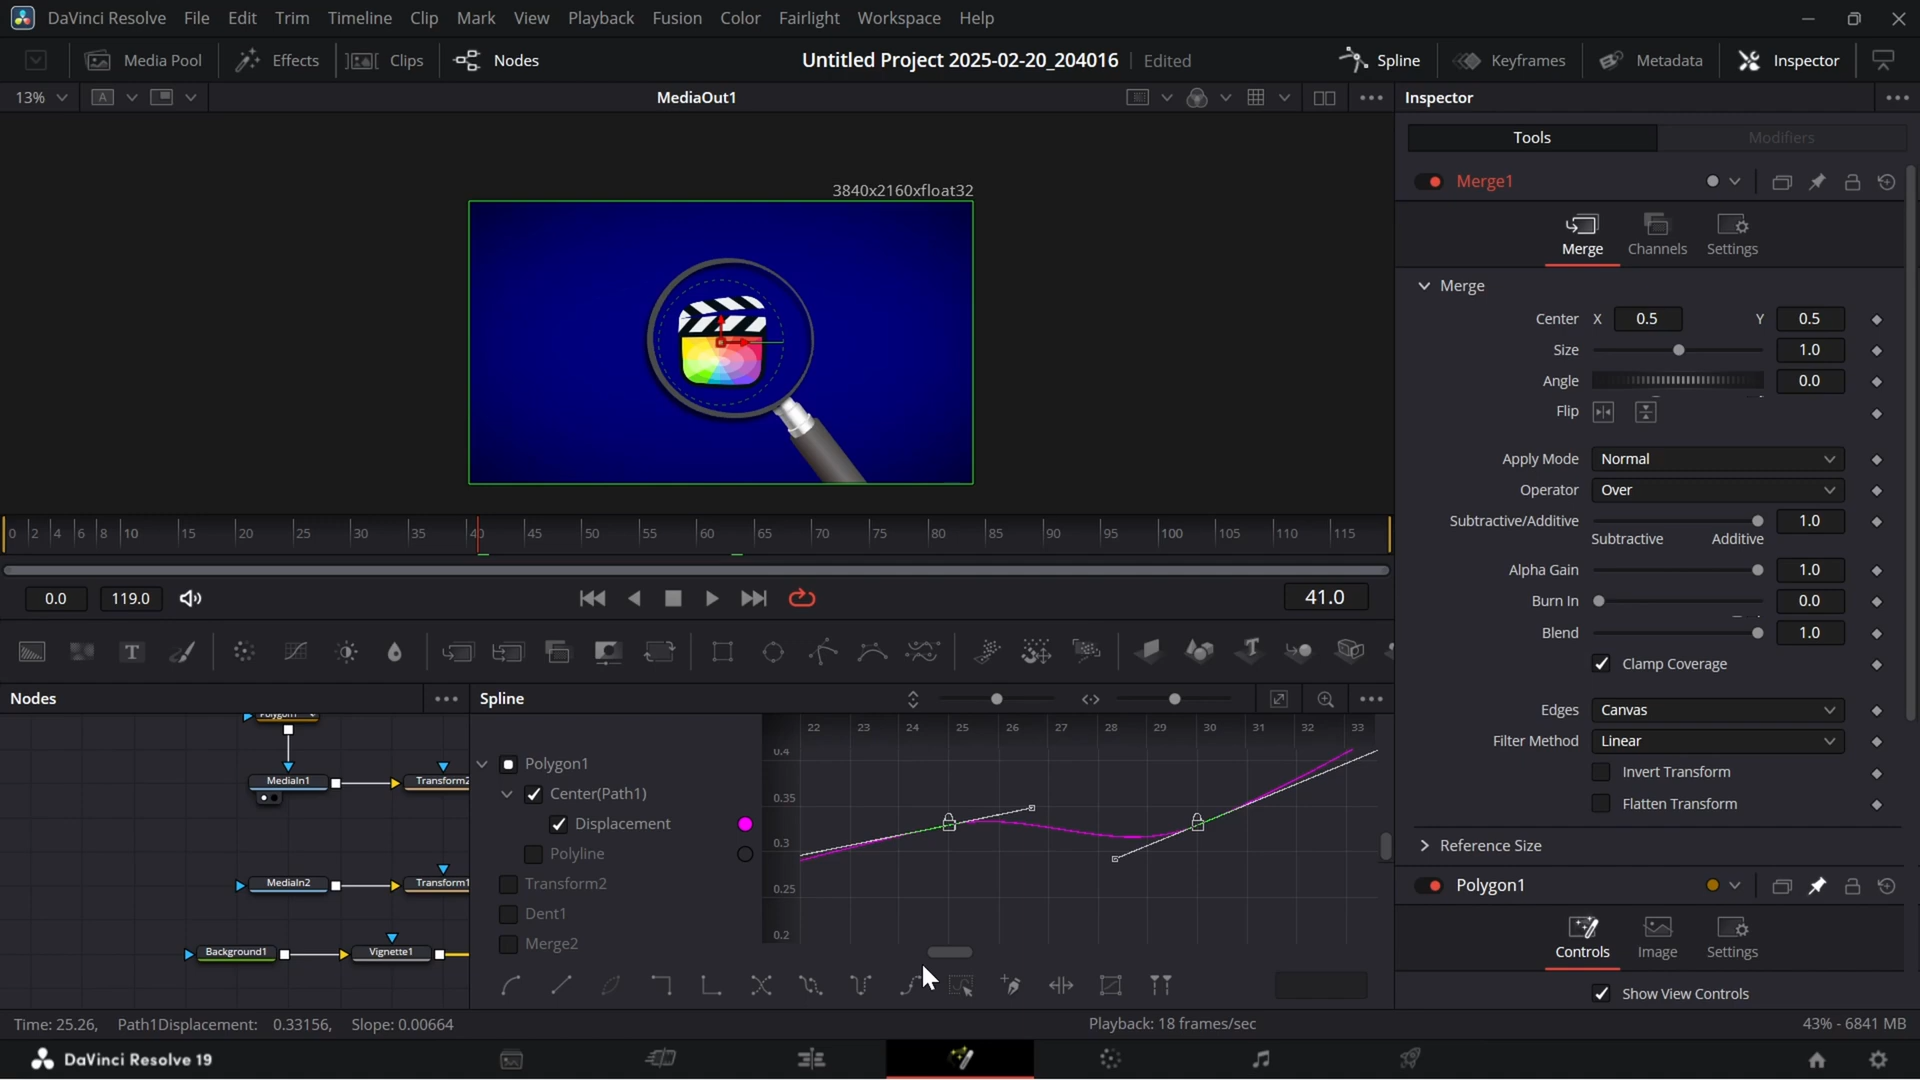 DaVinci Resolve File Edit Trim Timeline Clip Mark View Playback Fusion Color Fairlight Workspace Help
Media Pool Effects Clips Nodes Untitled Project 2025-02-20_204016 Edited Spline Keyframes Metadata Inspector
13% A MediaOut1 Inspector
Tools Modifiers
Merge1
3840x2160xfloat32
Merge Channels Settings
Merge
Center X 0.5 Y 0.5
Size 1.0
Angle 0.0
Flip
Apply Mode Normal
Operator Over
Subtractive/Additive 1.0
Subtractive Additive
0 2 4 6 8 10 15 20 25 30 35 40 45 50 55 60 65 70 75 80 85 90 95 100 105 110 115
Alpha Gain 1.0
0.0 119.0 41.0
Burn In 0.0
Blend 1.0
Clamp Coverage
Nodes Spline
Edges Canvas
Filter Method Linear
Invert Transform
Flatten Transform
Polygon1
MediaIn1 Transform2
MediaIn2 Transform1
Background1 Vignette1
22 23 24 25 26 27 28 29 30 31 32 33
Polygon1
Center(Path1)
Displacement
Polyline
Transform2
Dent1
Merge2
0.4
0.35
0.3
0.25
0.2
Reference Size
Polygon1
Controls Image Settings
Show View Controls
Time: 25.26, Path1Displacement: 0.33156, Slope: 0.00664 Playback: 18 frames/sec 43% - 6841 MB
DaVinci Resolve 19